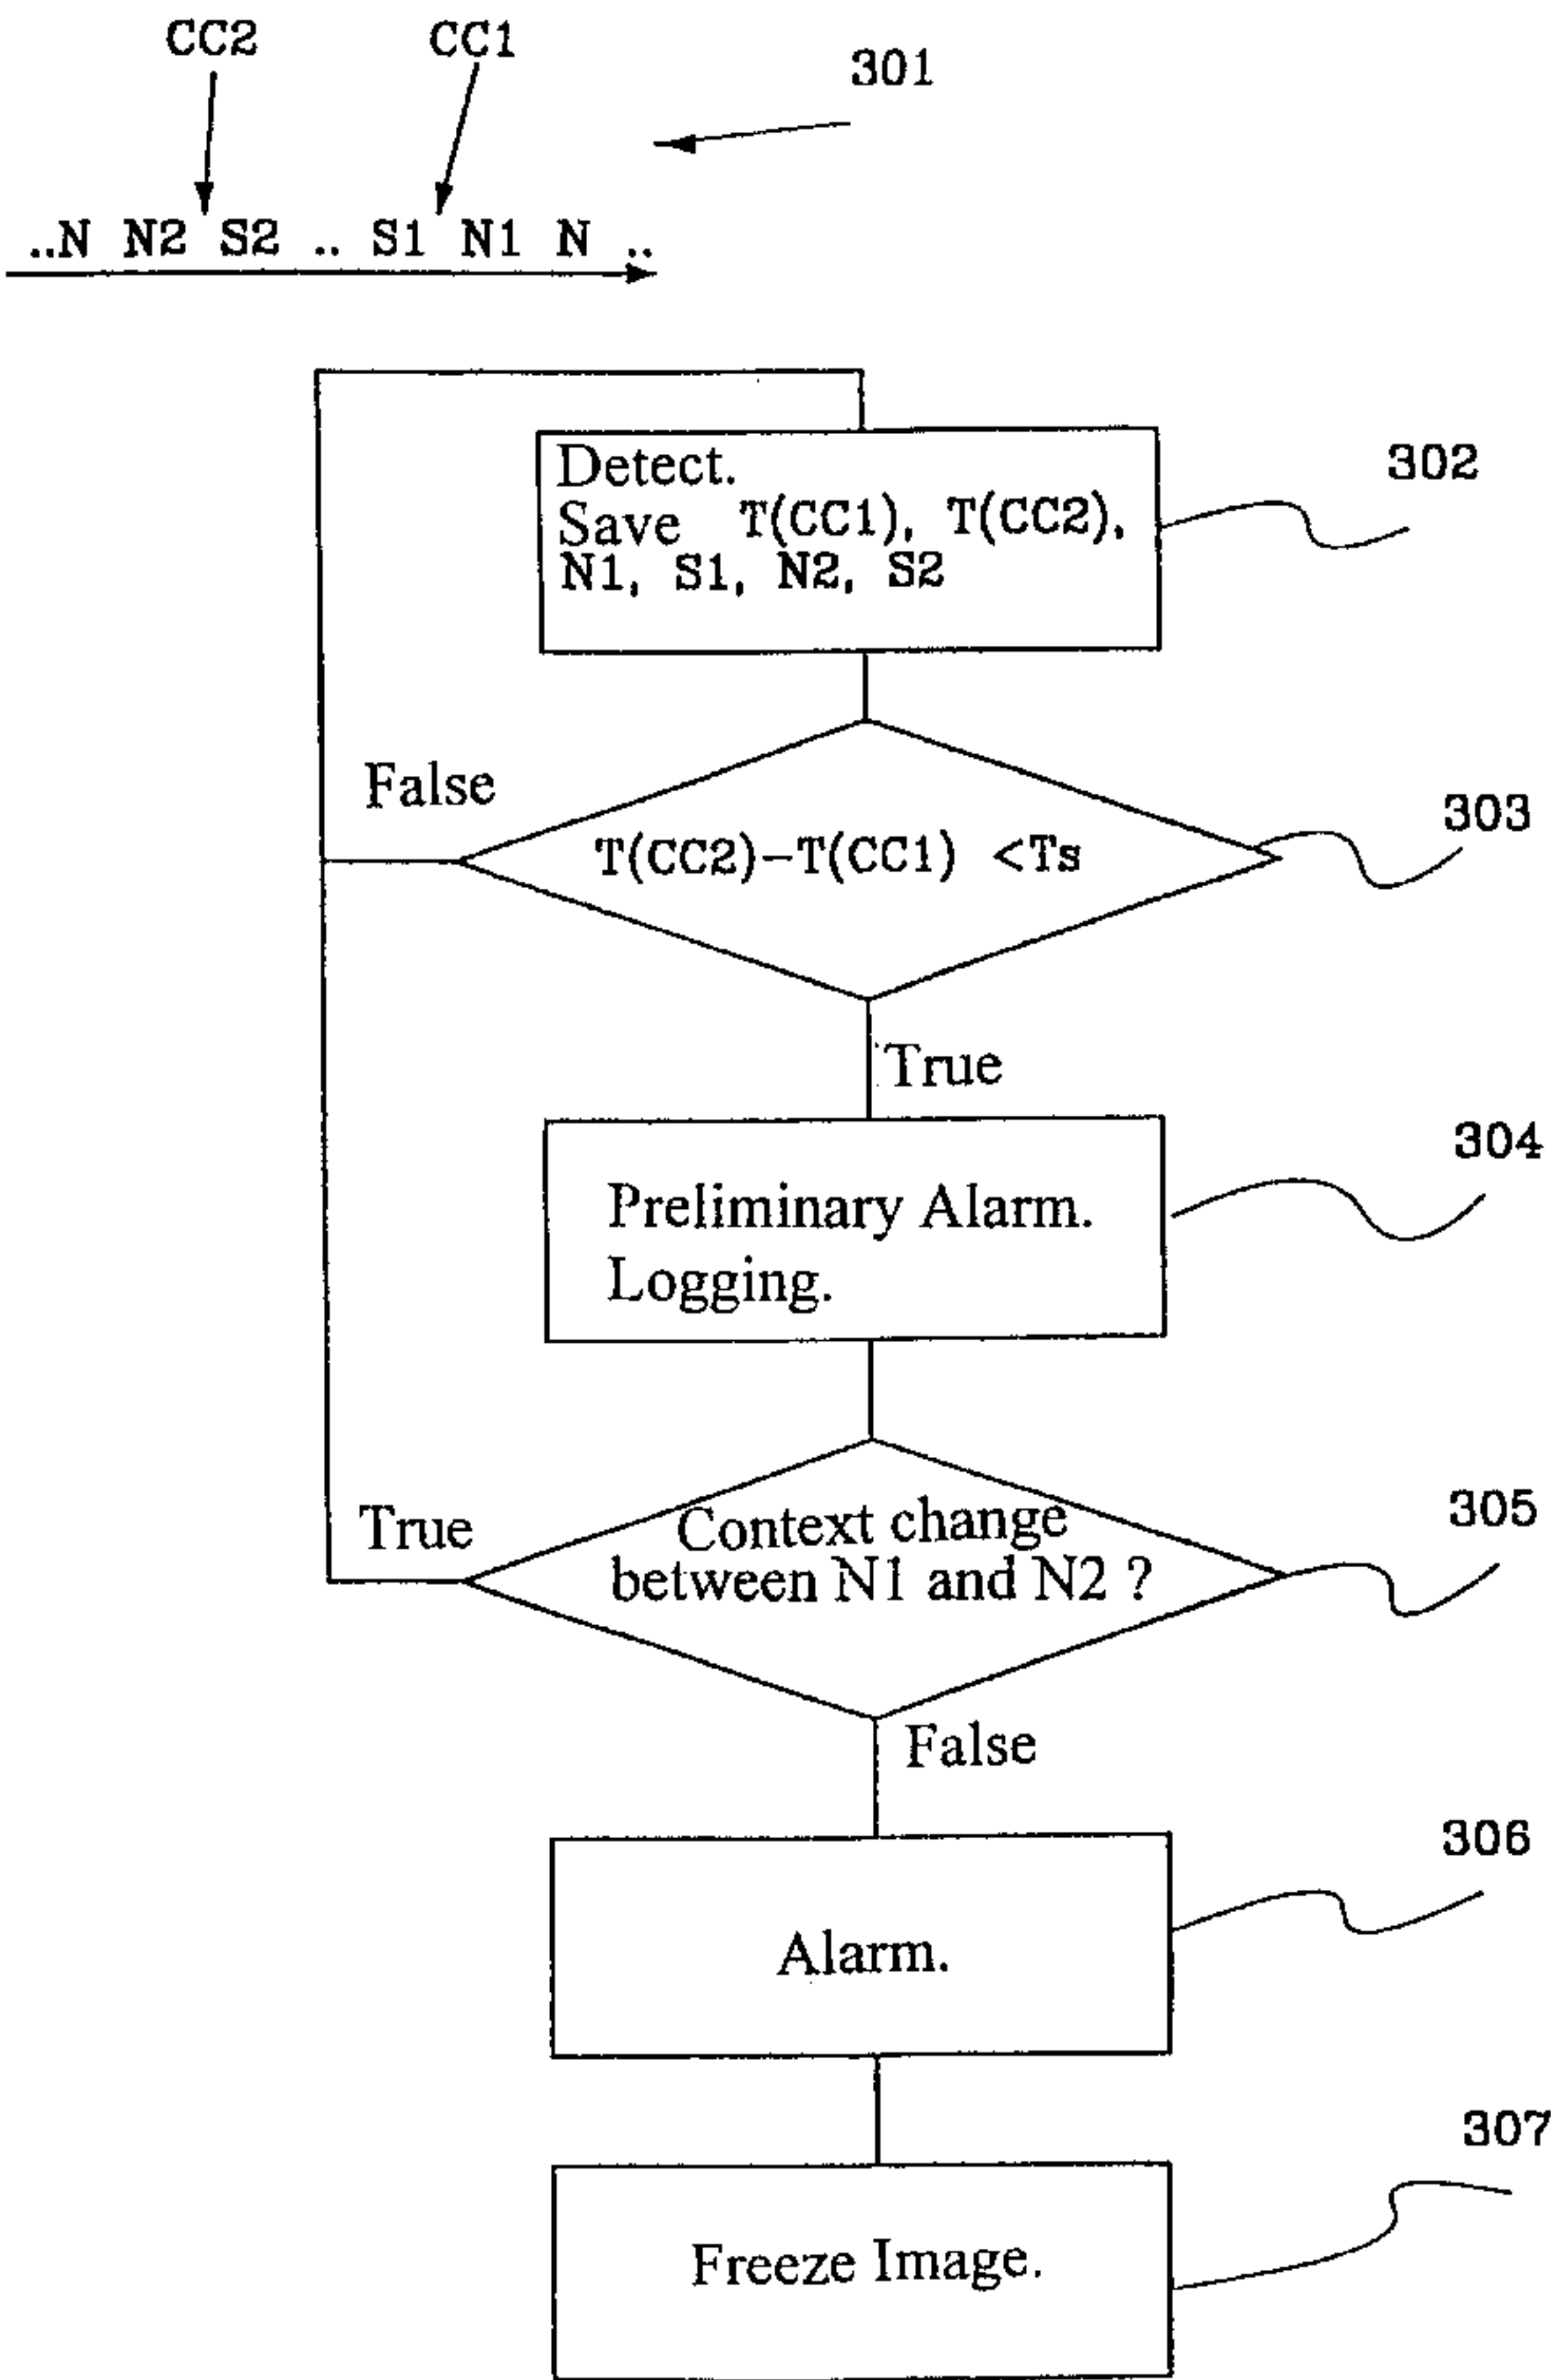 CC2 CC1
301
..N N2 S2 .. S1 N1 N ..
Detect.
Save T(CC1), T(CC2),
N1, S1, N2, S2
302
False
T(CC2)-T(CC1) <Ts
303
True
Preliminary Alarm.
Logging.
304
True
Context change
between N1 and N2 ?
305
False
Alarm.
306
Freeze Image.
307